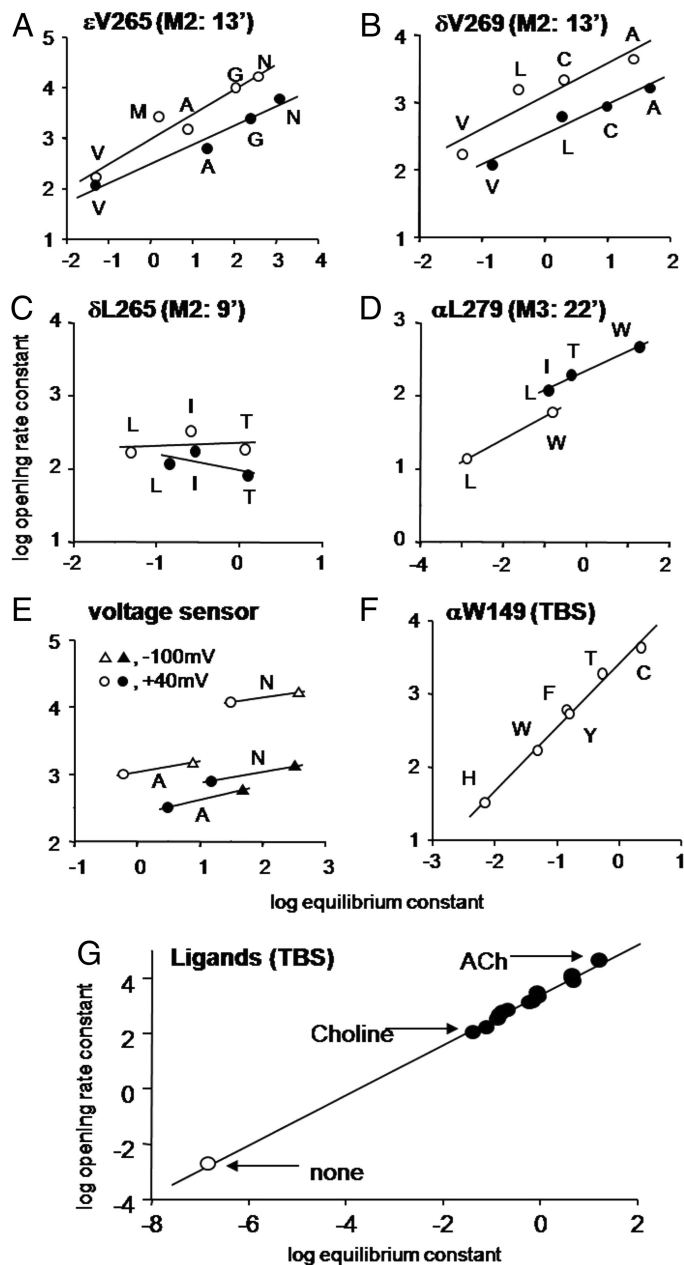 A
εV265 (M2: 13’)
5
4
3
2
1
-2
-1
0
1
2
3
4
V
V
M
A
A
G
G
N
N
B
δV269 (M2: 13’)
4
3
2
1
-2
-1
0
1
2
V
V
L
L
C
C
A
A
C
δL265 (M2: 9’)
4
3
2
1
-2
-1
0
1
L
L
I
I
T
T
log opening rate constant
D
αL279 (M3: 22’)
3
2
1
0
-4
-3
-2
-1
0
1
2
L
L
I
T
W
W
E
voltage sensor
△▲, -100mV
○●, +40mV
5
4
3
2
-1
0
1
2
3
N
N
A
A
F
αW149 (TBS)
4
3
2
1
-3
-2
-1
0
1
H
W
F
Y
T
C
log equilibrium constant
G
Ligands (TBS)
ACh
Choline
none
4
2
0
-2
-4
-8
-6
-4
-2
0
2
log opening rate constant
log equilibrium constant